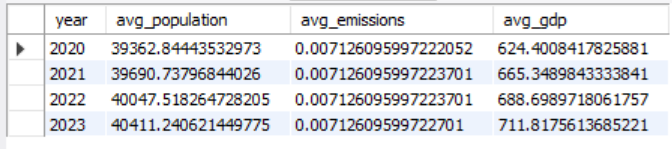 year avg_population avg_emissions avg_gdp
2020 39362.84443532973 0.007126095997222052 624.4008417825881
2021 39690.73796844026 0.007126095997223701 665.3489843333841
2022 40047.518264728205 0.007126095997223701 688.6989718061757
2023 40411.240621449775 0.00712609599722701 711.8175613685221